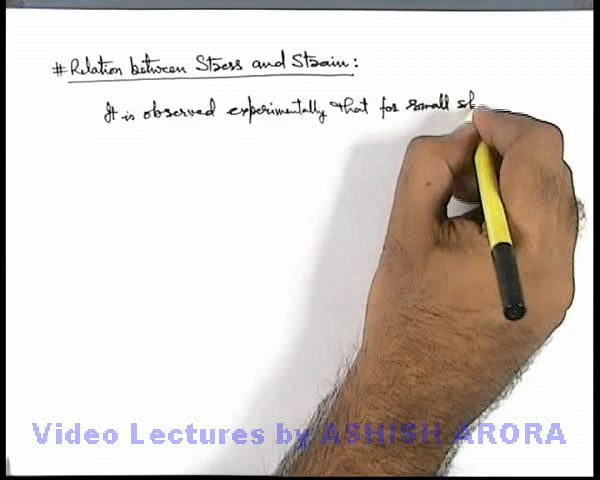 # Relation between Stress and Strain :
It is observed experimentally that for small
Video Lectures by ASHISH ARORA